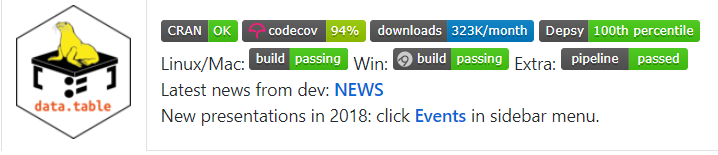 data.table
CRAN OK codecov 94% downloads 323K/month Depsy 100th percentile
Linux/Mac: build passing Win: build passing Extra: pipeline passed
Latest news from dev: NEWS
New presentations in 2018: click Events in sidebar menu.